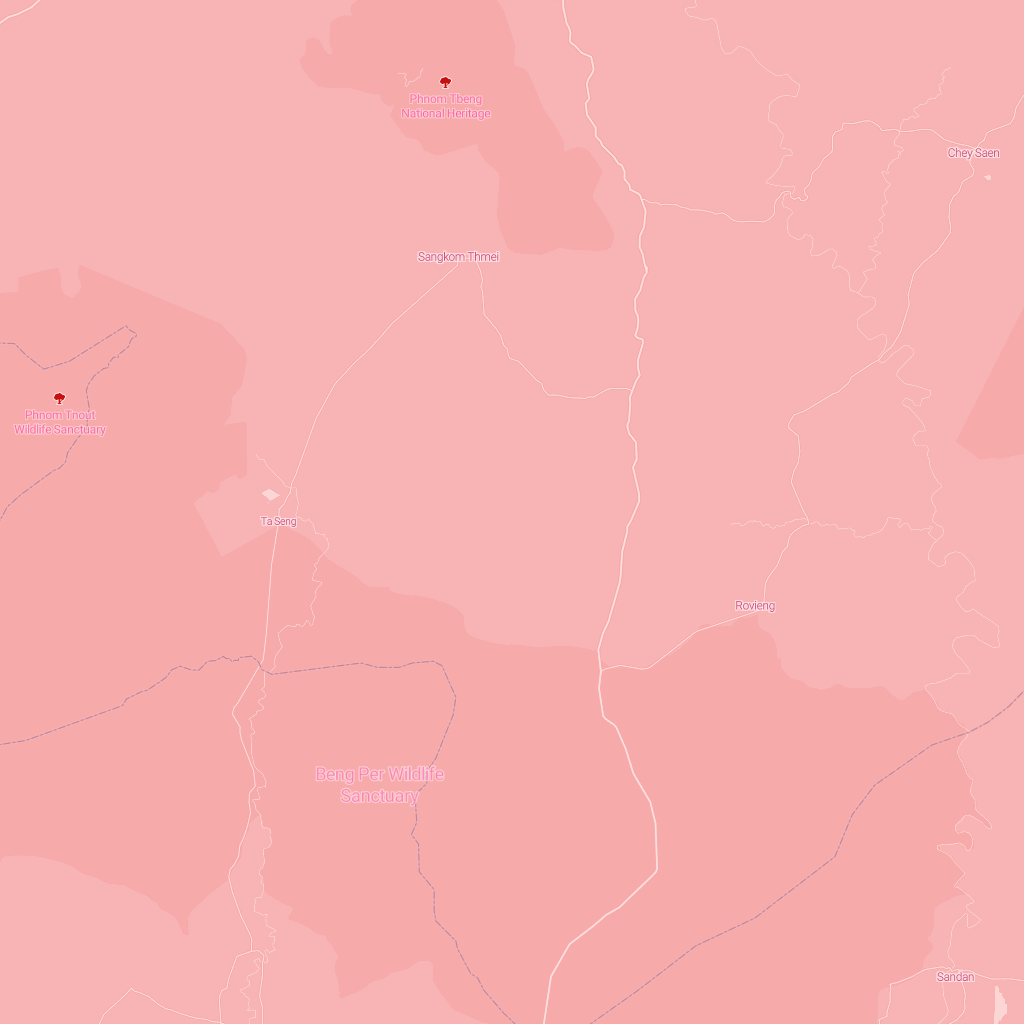 Phnom Tbeng
National Heritage
Chey Saen
Sangkom Thmei
Phnom Tnout
Wildlife Sanctuary
Ta Seng
Rovieng
Beng Per Wildlife
Sanctuary
Sandan